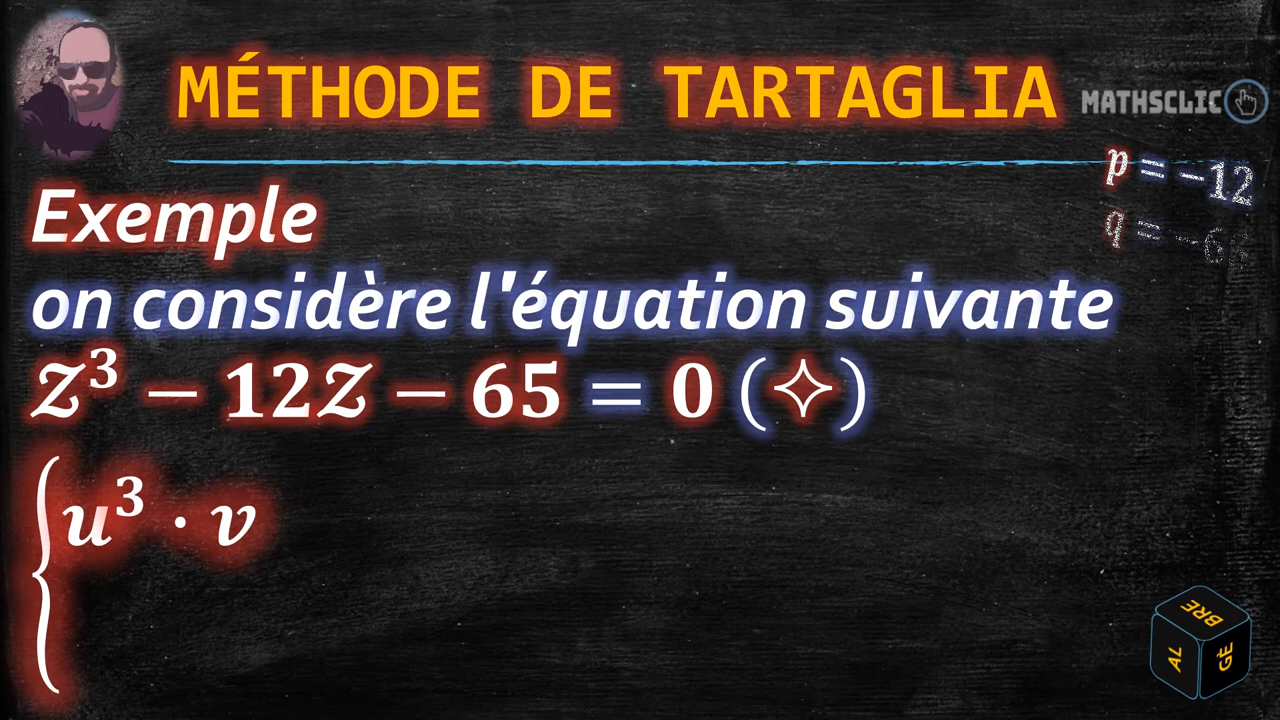 MÉTHODE DE TARTAGLIA
MATHSCLIC
p = −12
Exemple
on considère l'équation suivante
Z³ − 12Z − 65 = 0 (✧)
{ u³ · v
AL
GÈ
BRE